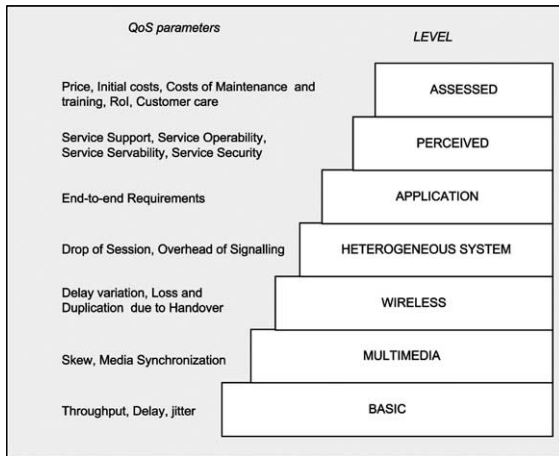 QoS parameters
LEVEL
Price, Initial costs, Costs of Maintenance and
training, RoI, Customer care
ASSESSED
Service Support, Service Operability,
Service Servability, Service Security
PERCEIVED
End-to-end Requirements
APPLICATION
Drop of Session, Overhead of Signalling
HETEROGENEOUS SYSTEM
Delay variation, Loss and
Duplication due to Handover
WIRELESS
Skew, Media Synchronization
MULTIMEDIA
Throughput, Delay, jitter
BASIC